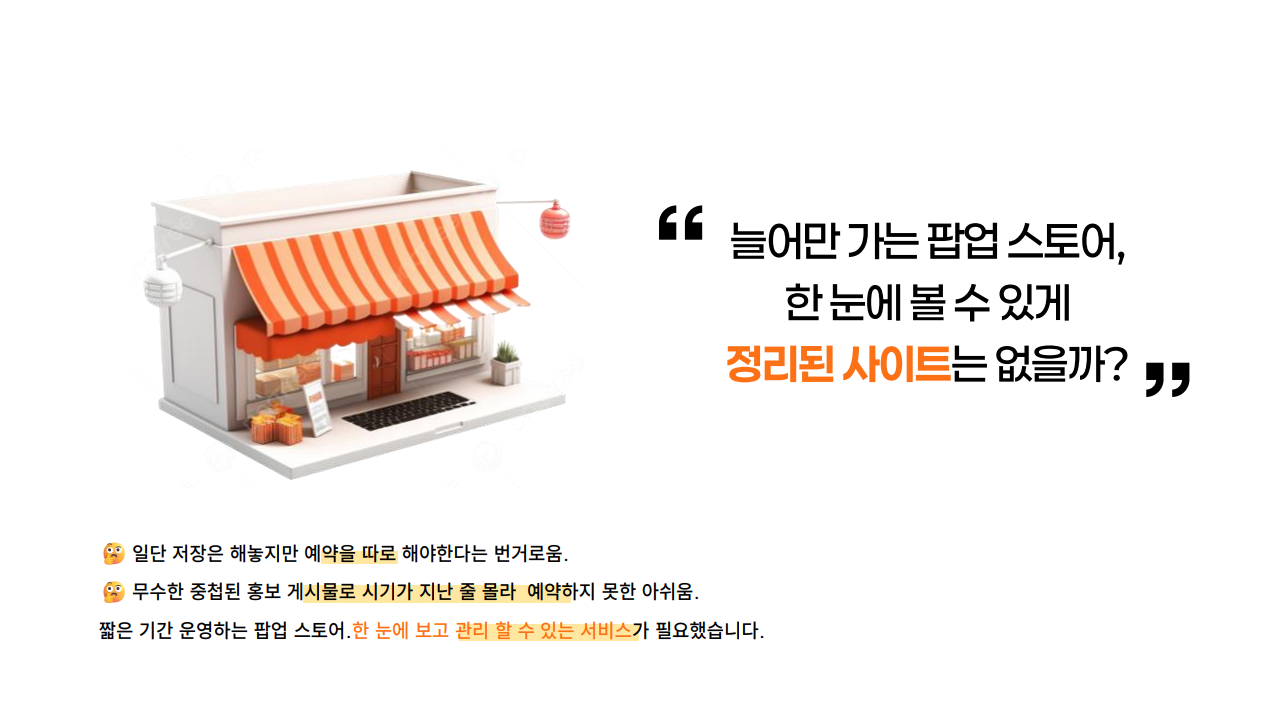 “ 늘어만 가는 팝업 스토어,
한 눈에 볼 수 있게
정리된 사이트는 없을까? ”
일단 저장은 해놓지만 예약을 따로 해야한다는 번거로움.
무수한 중첩된 홍보 게시물로 시기가 지난 줄 몰라 예약하지 못한 아쉬움.
짧은 기간 운영하는 팝업 스토어.한 눈에 보고 관리 할 수 있는 서비스가 필요했습니다.